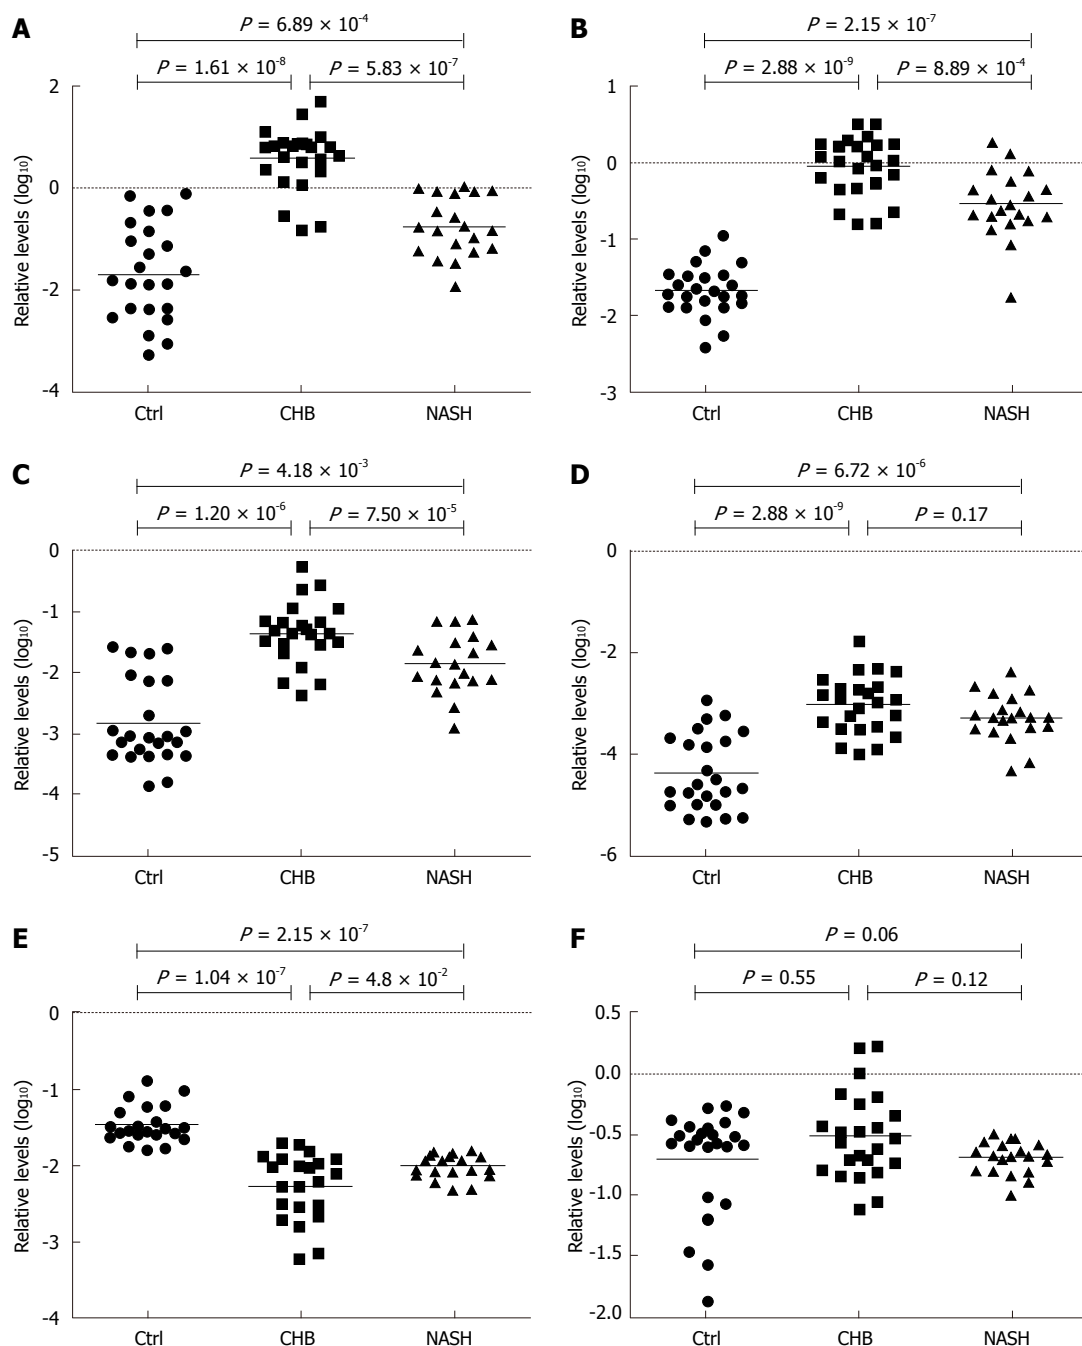 A
P = 6.89 × 10⁻⁴
P = 1.61 × 10⁻⁸
P = 5.83 × 10⁻⁷
Relative levels (log₁₀)
2
0
-2
-4
Ctrl
CHB
NASH
B
P = 2.15 × 10⁻⁷
P = 2.88 × 10⁻⁹
P = 8.89 × 10⁻⁴
Relative levels (log₁₀)
1
0
-1
-2
-3
Ctrl
CHB
NASH
C
P = 4.18 × 10⁻³
P = 1.20 × 10⁻⁶
P = 7.50 × 10⁻⁵
Relative levels (log₁₀)
0
-1
-2
-3
-4
-5
Ctrl
CHB
NASH
D
P = 6.72 × 10⁻⁶
P = 2.88 × 10⁻⁹
P = 0.17
Relative levels (log₁₀)
0
-2
-4
-6
Ctrl
CHB
NASH
E
P = 2.15 × 10⁻⁷
P = 1.04 × 10⁻⁷
P = 4.8 × 10⁻²
Relative levels (log₁₀)
0
-1
-2
-3
-4
Ctrl
CHB
NASH
F
P = 0.06
P = 0.55
P = 0.12
Relative levels (log₁₀)
0.5
0.0
-0.5
-1.0
-1.5
-2.0
Ctrl
CHB
NASH